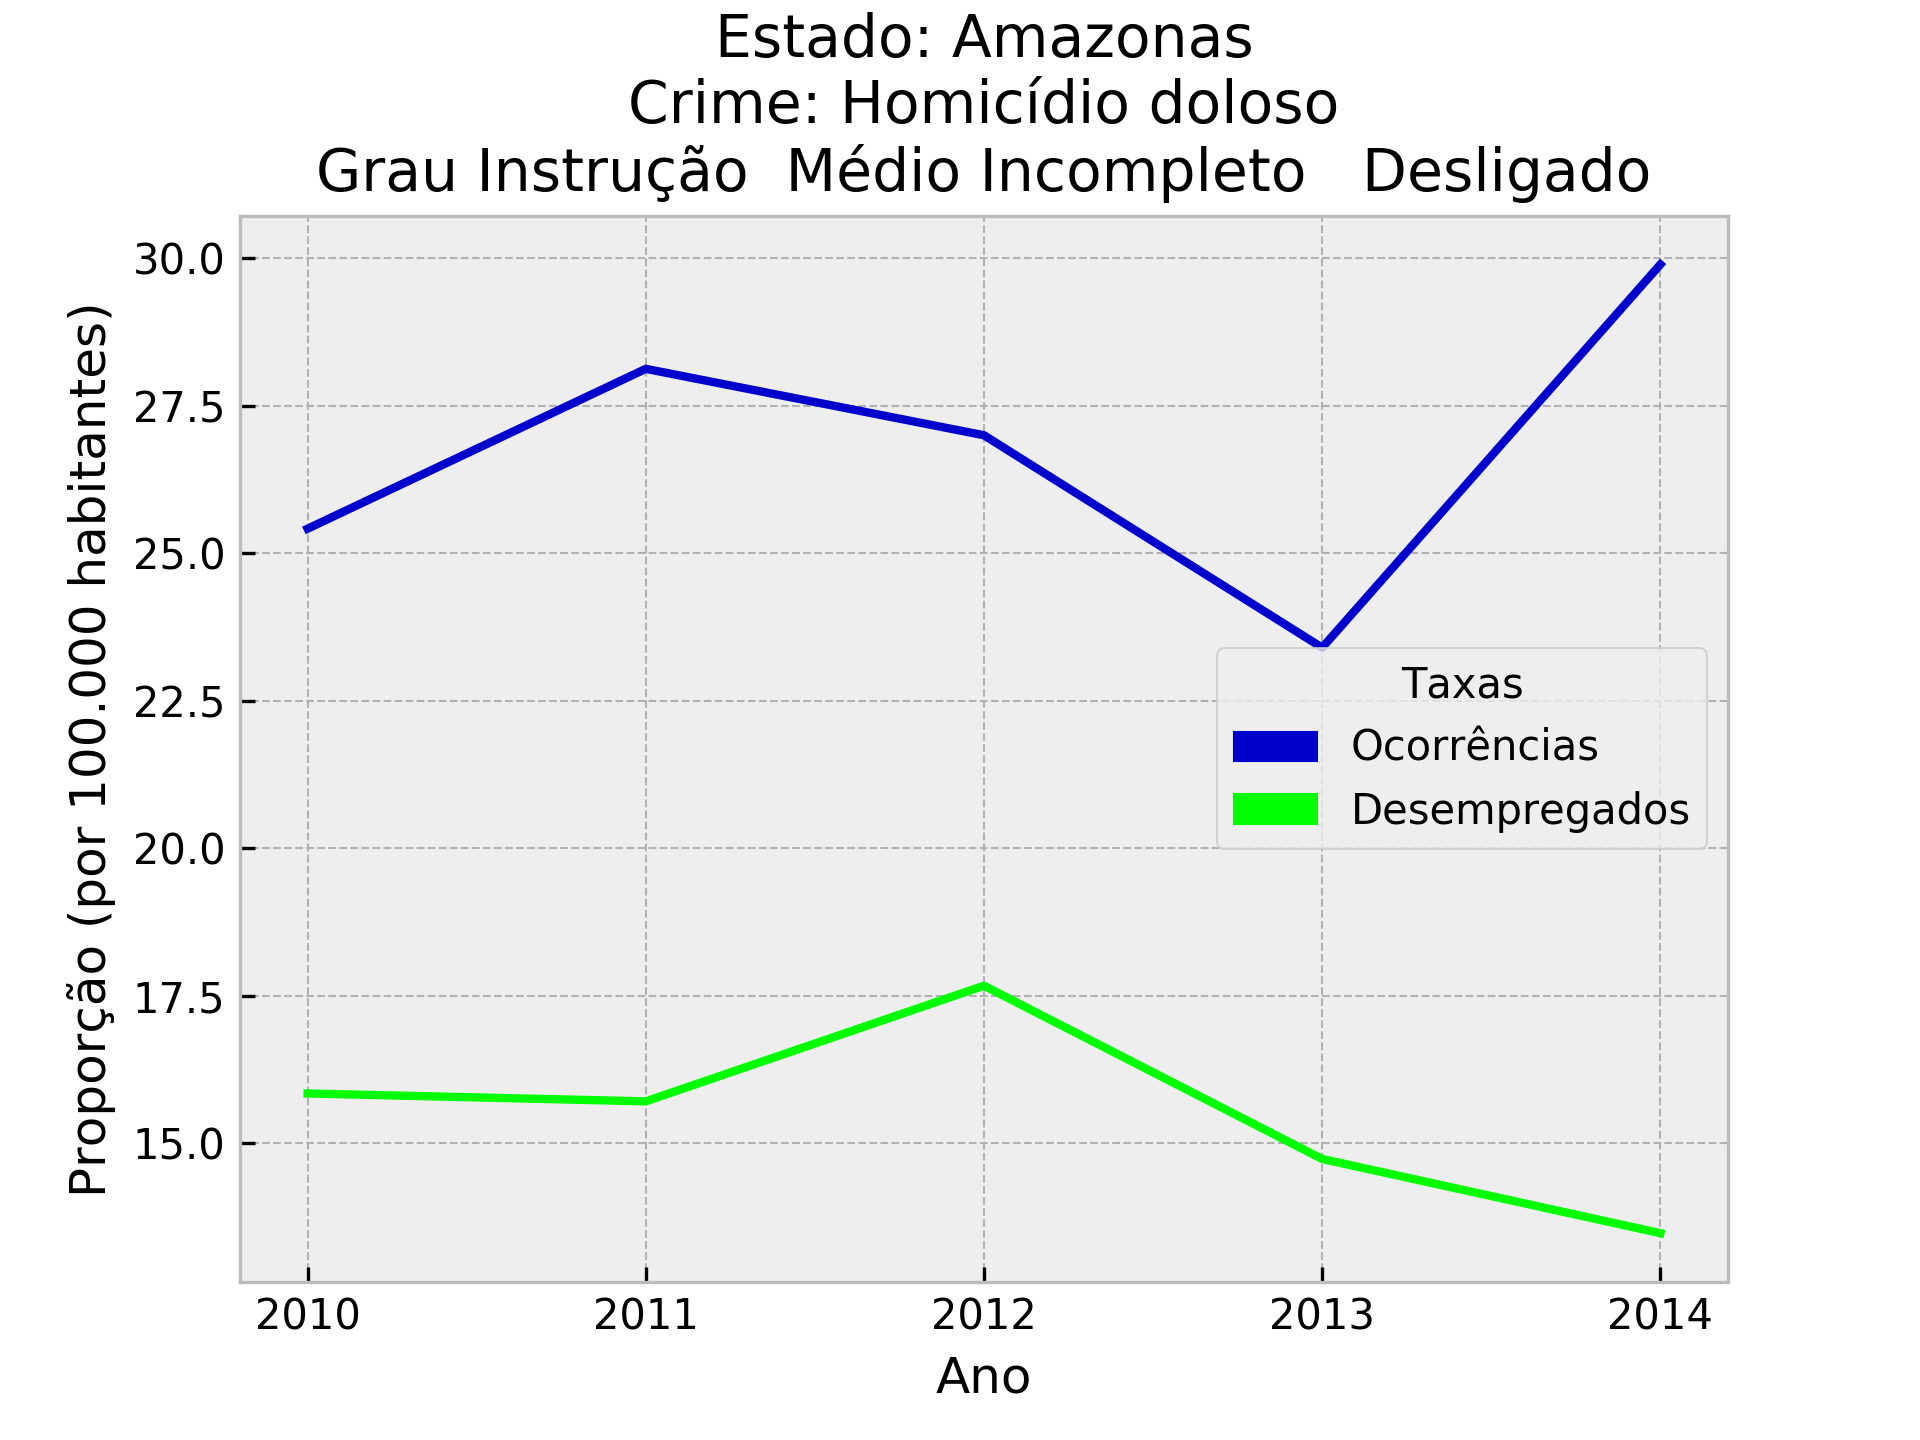 Estado: Amazonas
Crime: Homicídio doloso
Grau Instrução  Médio Incompleto   Desligado
Proporção (por 100.000 habitantes)
30.0
27.5
25.0
22.5
20.0
17.5
15.0
Taxas
Ocorrências
Desempregados
2010 2011 2012 2013 2014
Ano